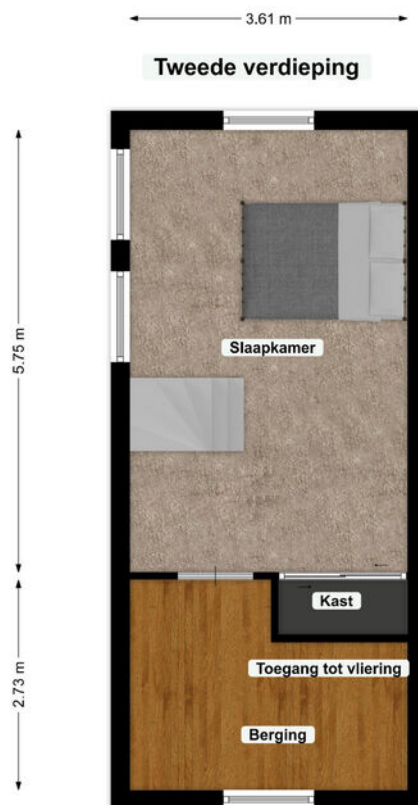 3.61 m
Tweede verdieping
5.75 m
Slaapkamer
Kast
2.73 m
Toegang tot vliering
Berging